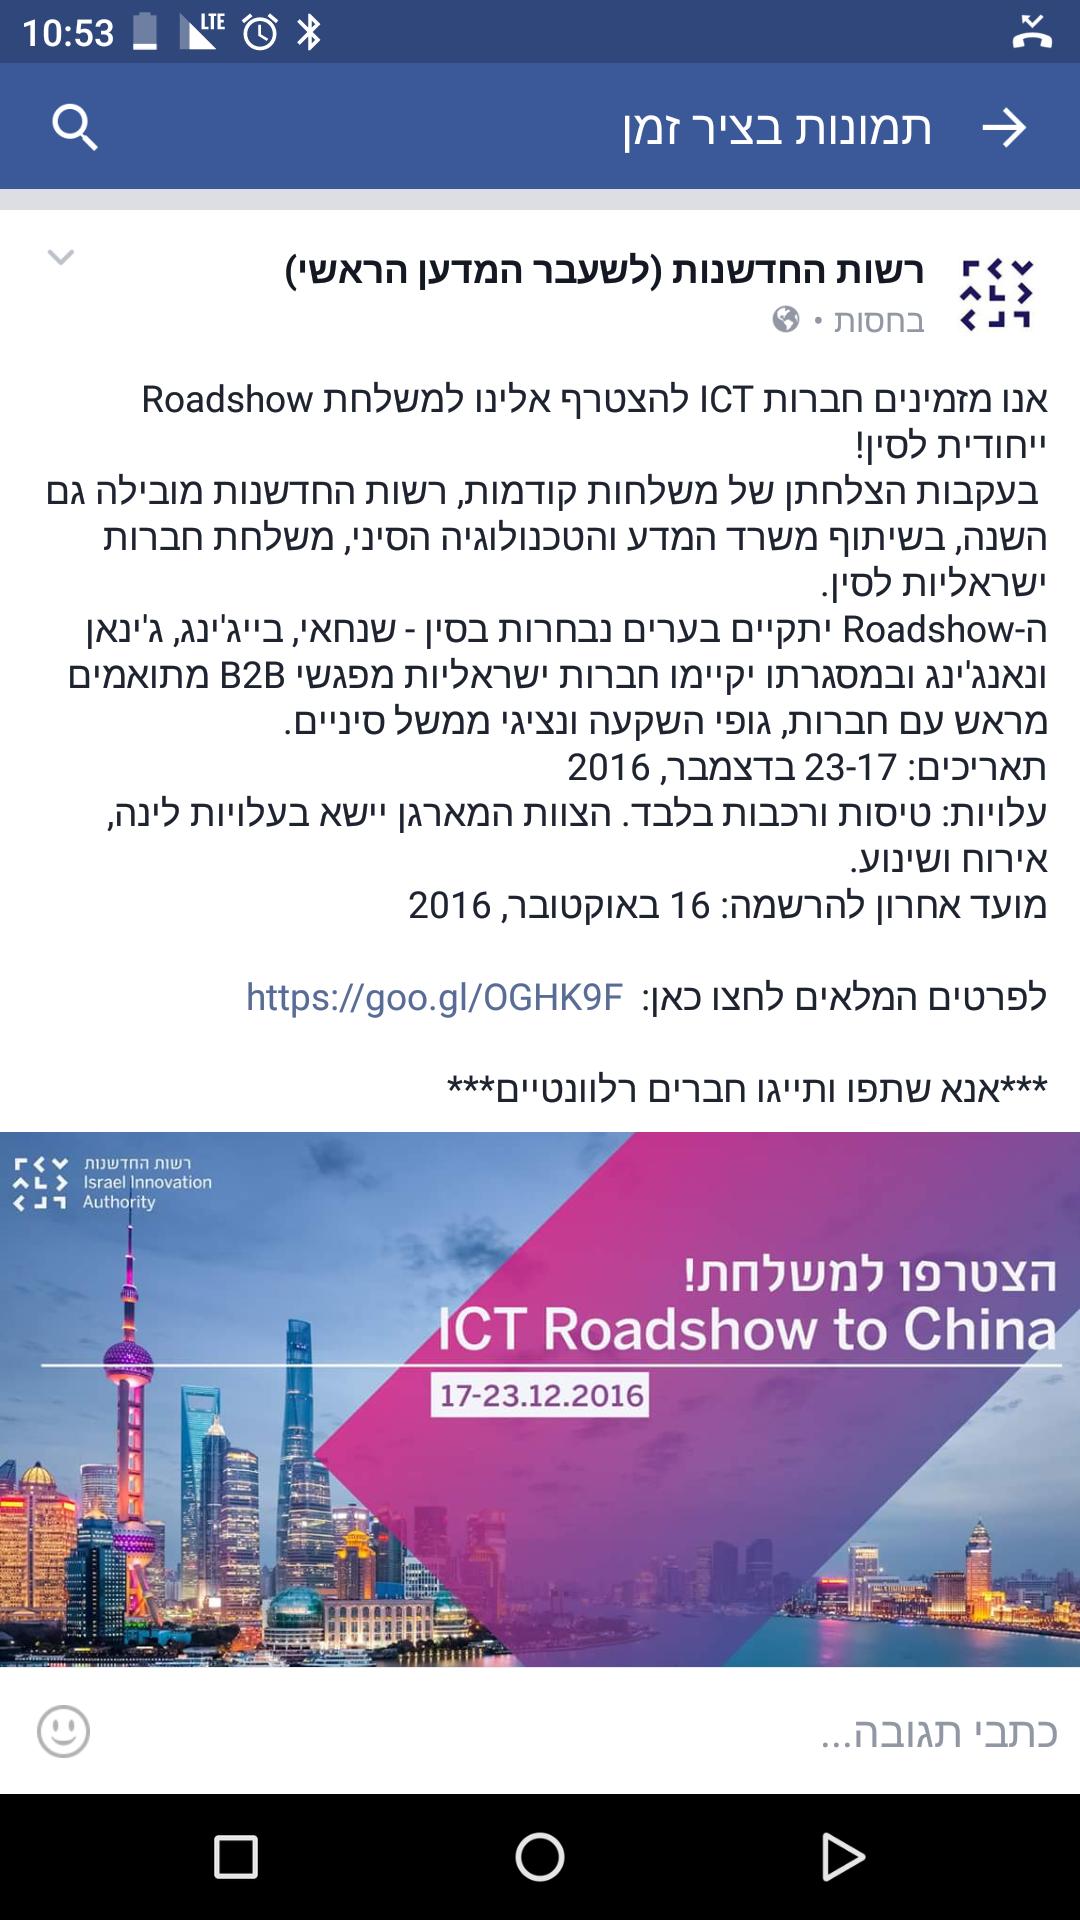 10:53
LTE
תמונות בציר זמן
רשות החדשנות (לשעבר המדען הראשי)
בחסות •
אנו מזמינים חברות ICT להצטרף אלינו למשלחת Roadshow
ייחודית לסין!
בעקבות הצלחתן של משלחות קודמות, רשות החדשנות מובילה גם
השנה, בשיתוף משרד המדע והטכנולוגיה הסיני, משלחת חברות
ישראליות לסין.
ה-Roadshow יתקיים בערים נבחרות בסין - שנחאי, בייג'ינג, ג'ינאן
ונאנג'ינג ובמסגרתו יקיימו חברות ישראליות מפגשי B2B מתואמים
מראש עם חברות, גופי השקעה ונציגי ממשל סיניים.
תאריכים: 23-17 בדצמבר, 2016
עלויות: טיסות ורכבות בלבד. הצוות המארגן יישא בעלויות לינה,
אירוח ושינוע.
מועד אחרון להרשמה: 16 באוקטובר, 2016
לפרטים המלאים לחצו כאן: https://goo.gl/OGHK9F
***אנא שתפו ותייגו חברים רלוונטיים***
רשות החדשנות
Israel Innovation
Authority
הצטרפו למשלחת!
ICT Roadshow to China
17-23.12.2016
כתבי תגובה...